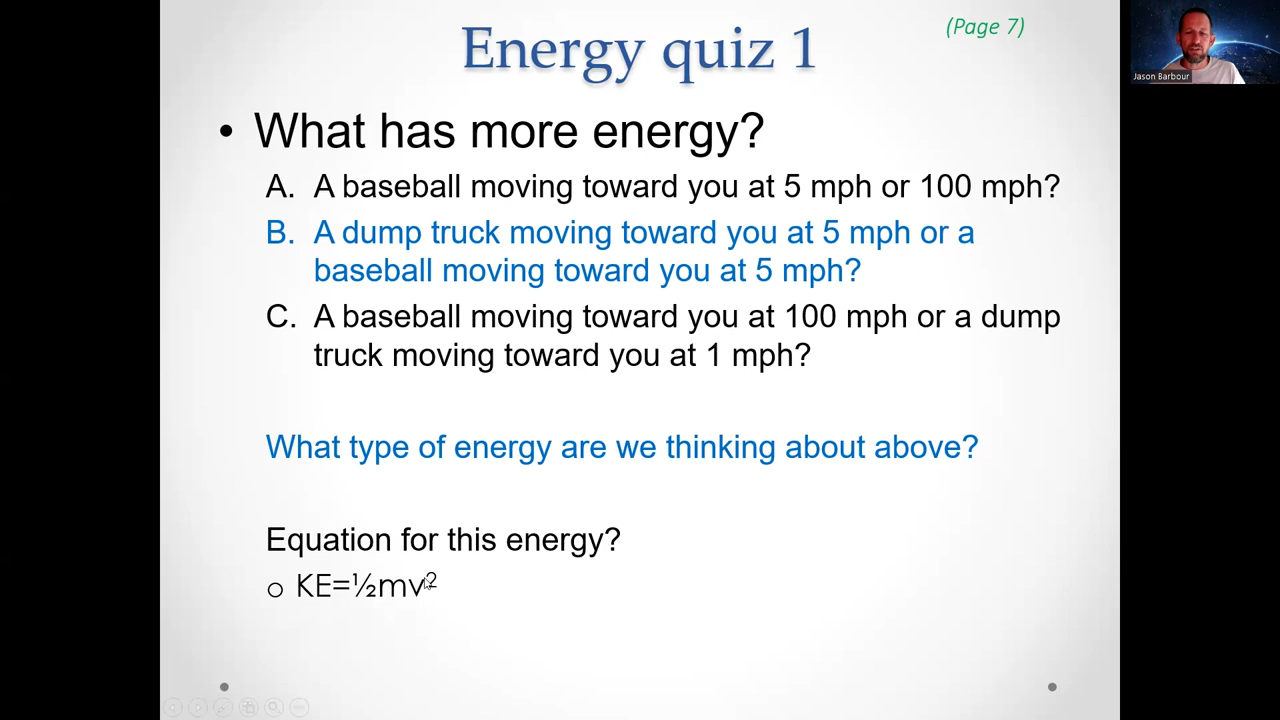 Energy quiz 1
(Page 7)
Jason Barbour
• What has more energy?
A. A baseball moving toward you at 5 mph or 100 mph?
B. A dump truck moving toward you at 5 mph or a
baseball moving toward you at 5 mph?
C. A baseball moving toward you at 100 mph or a dump
truck moving toward you at 1 mph?
What type of energy are we thinking about above?
Equation for this energy?
o KE=½mv²